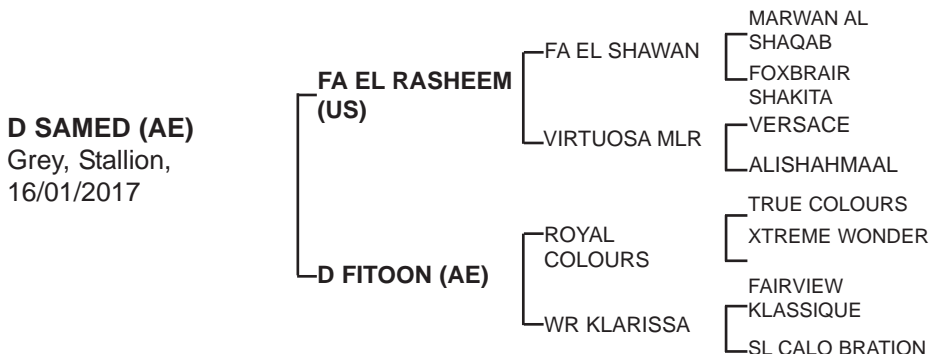 D SAMED (AE)
Grey, Stallion,
16/01/2017
FA EL RASHEEM
(US)
D FITOON (AE)
FA EL SHAWAN
VIRTUOSA MLR
ROYAL
COLOURS
WR KLARISSA
MARWAN AL
SHAQAB
FOXBRAIR
SHAKITA
VERSACE
ALISHAHMAAL
TRUE COLOURS
XTREME WONDER
FAIRVIEW
KLASSIQUE
SL CALO BRATION